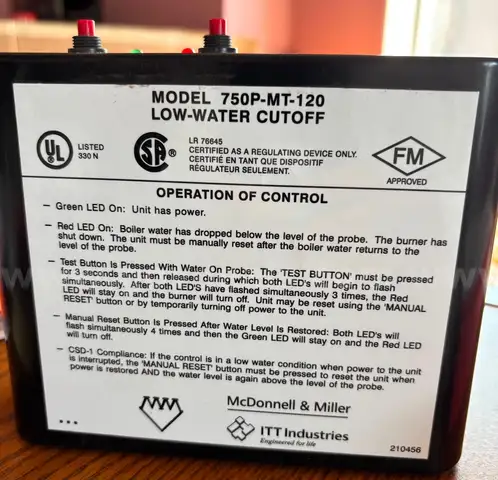 MODEL 750P-MT-120
LOW-WATER CUTOFF
UL
LISTED
330 N
SA
®
LR 76645
CERTIFIED AS A REGULATING DEVICE ONLY.
CERTIFIÉ EN TANT QUE DISPOSITIF
RÉGULATEUR SEULEMENT.
FM
APPROVED
OPERATION OF CONTROL
– Green LED On: Unit has power.
– Red LED On: Boiler water has dropped below the level of the probe. The burner has
shut down. The unit must be manually reset after the boiler water returns to the
level of the probe.
– Test Button Is Pressed With Water On Probe: The 'TEST BUTTON' must be pressed
for 3 seconds and then released during which both LED's will begin to flash
simultaneously. After both LED'S have flashed simultaneously 3 times, the Red
LED will stay on and the burner will turn off. Unit may be reset using the 'MANUAL
RESET' button or by temporarily turning off power to the unit.
– Manual Reset Button Is Pressed After Water Level Is Restored: Both LED's will
flash simultaneously 4 times and then the Green LED will stay on and the Red LED
will turn off.
– CSD-1 Compliance: If the control is in a low water condition when power to the unit
is interrupted, the 'MANUAL RESET' button must be pressed to reset the unit when
power is restored AND the water level is again above the level of the probe.
McDonnell & Miller
ITT Industries
Engineered for life
210456